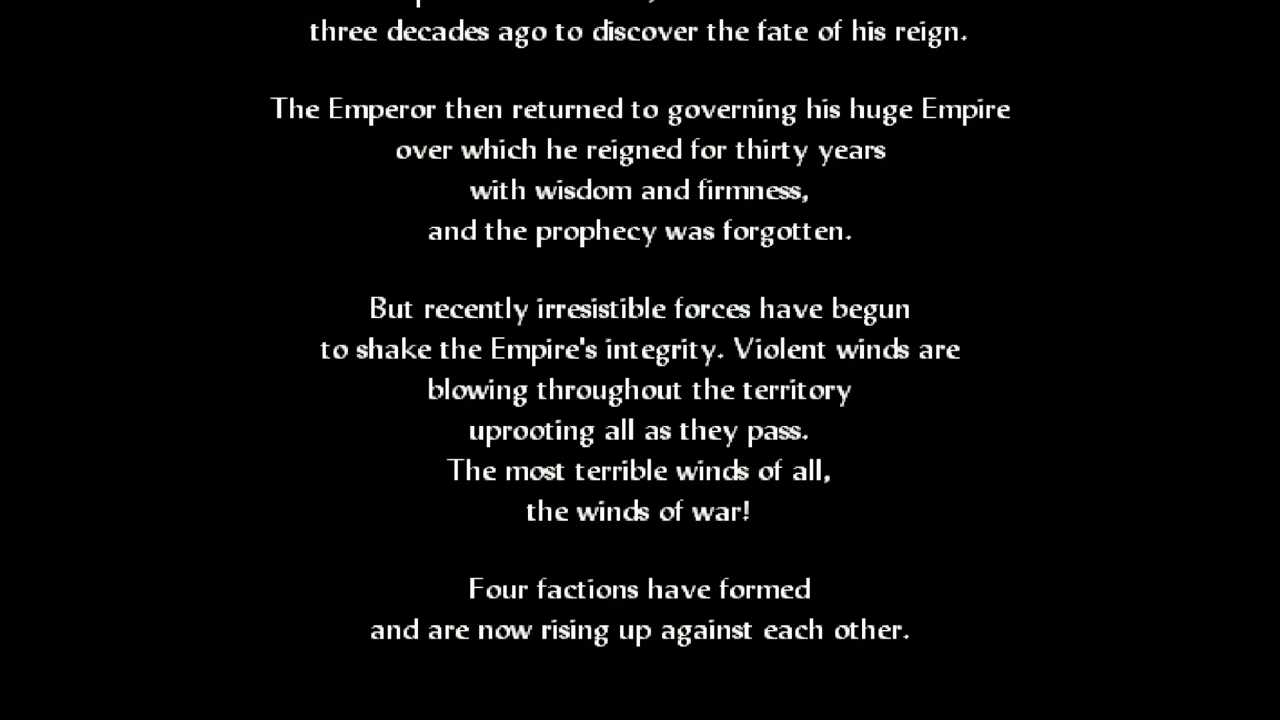 three decades ago to discover the fate of his reign.
The Emperor then returned to governing his huge Empire
over which he reigned for thirty years
with wisdom and firmness,
and the prophecy was forgotten.
But recently irresistible forces have begun
to shake the Empire's integrity. Violent winds are
blowing throughout the territory
uprooting all as they pass.
The most terrible winds of all,
the winds of war!
Four factions have formed
and are now rising up against each other.